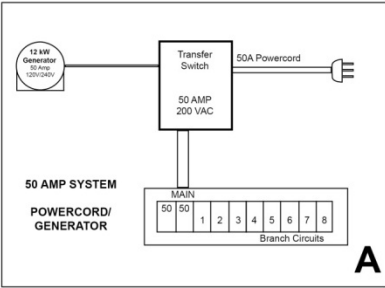 12 kW
Generator
50 Amp
120V/240V
Transfer
Switch
50 AMP
200 VAC
50A Powercord
50 AMP SYSTEM
POWERCORD/
GENERATOR
MAIN
50 50 1 2 3 4 5 6 7 8
Branch Circuits
A